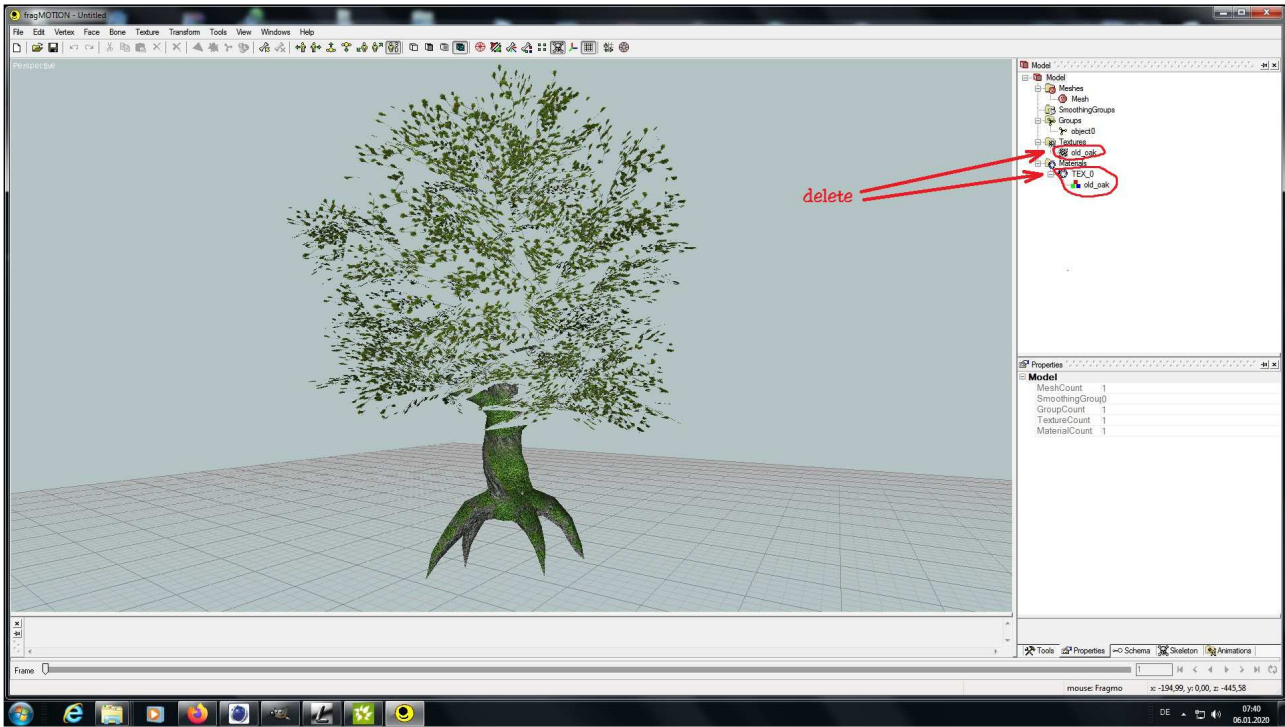 fragMOTION - Untitled
File Edit Vertex Face Bone Texture Transform Tools View Windows Help
Perspective
Model
Model
Meshes
Mesh
SmoothingGroups
Groups
object0
Textures
old_oak
Materials
TEX_0
old_oak
delete
Properties
Model
MeshCount 1
SmoothingGroup 0
GroupCount 1
TextureCount 1
MaterialCount 1
Tools Properties Schema Skeleton Animations
Frame 1
mouse: Fragmo x: -194,99, y: 0,00, z: -445,58
DE 07:40
06.01.2020